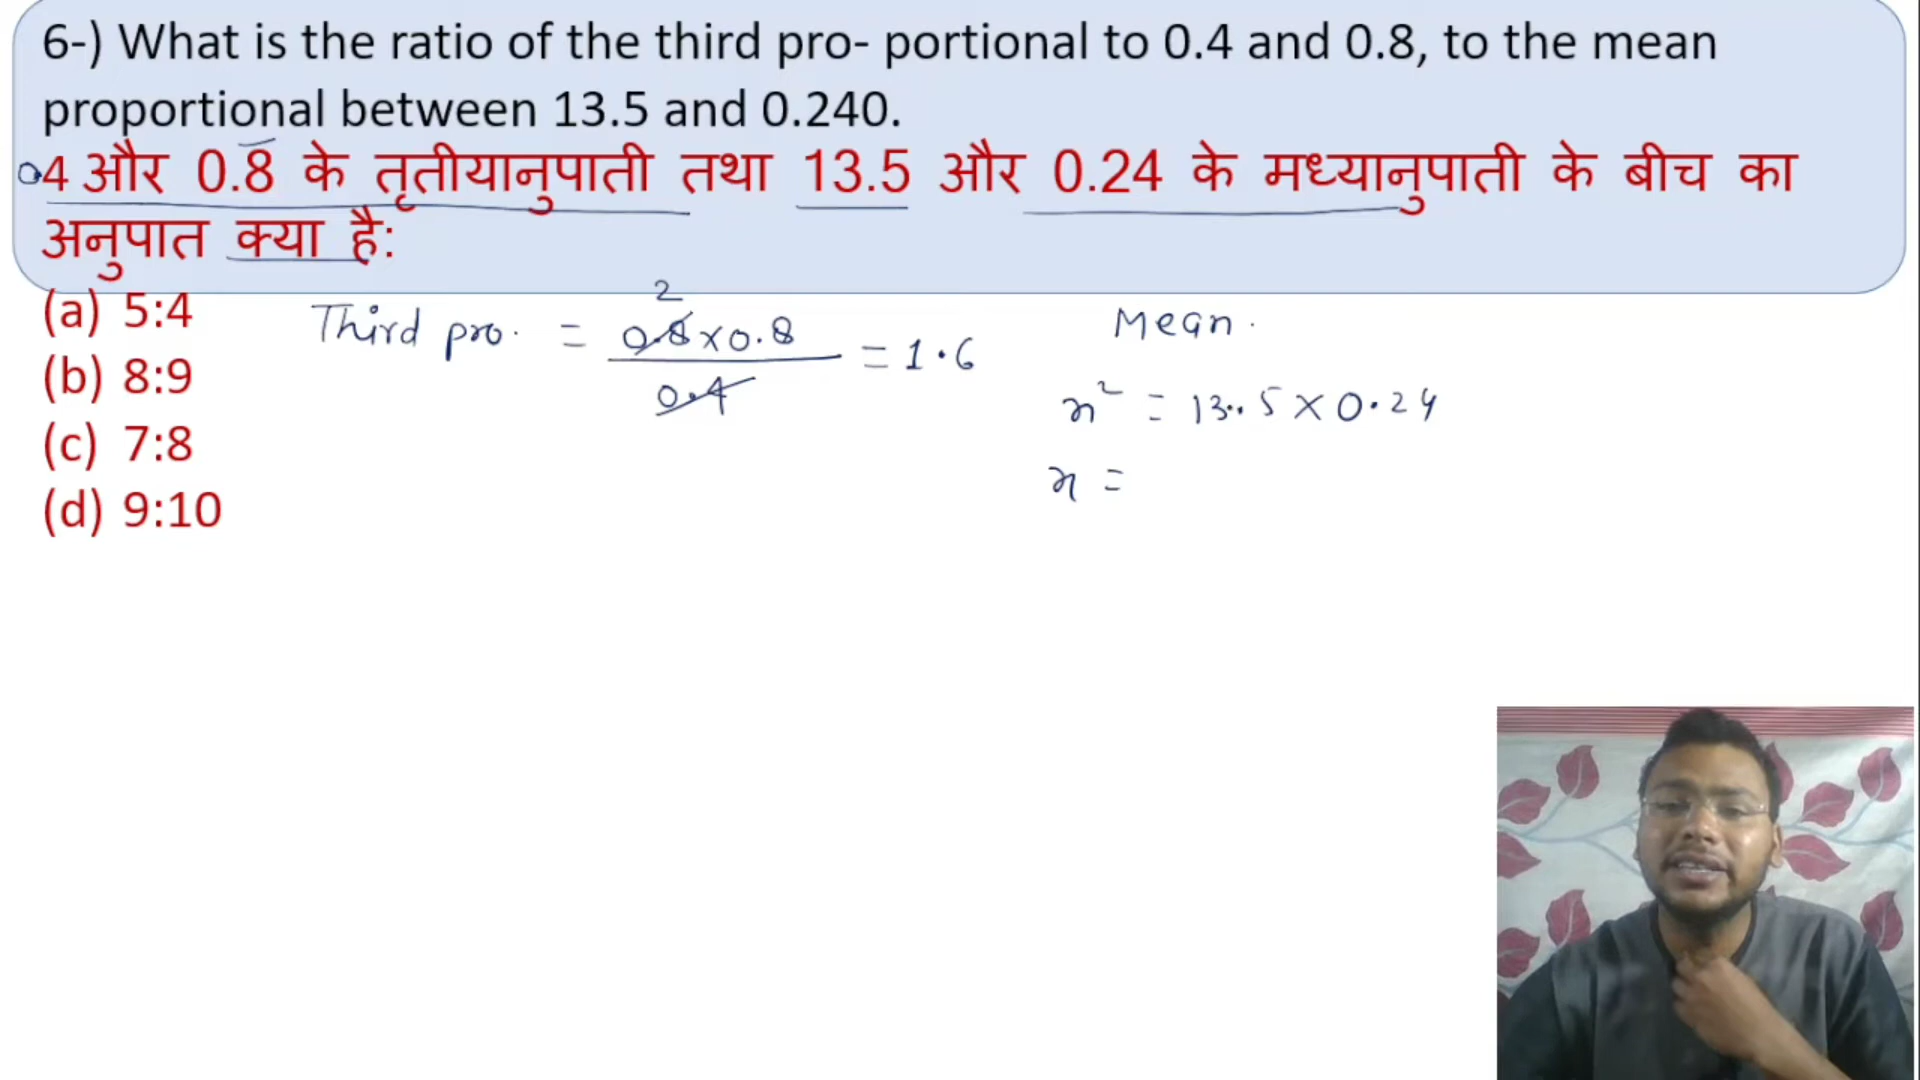 6-) What is the ratio of the third pro- portional to 0.4 and 0.8, to the mean
proportional between 13.5 and 0.240.
0.4 और 0.8 के तृतीयानुपाती तथा 13.5 और 0.24 के मध्यानुपाती के बीच का
अनुपात क्या है:
(a) 5:4
(b) 8:9
(c) 7:8
(d) 9:10
2
Third pro. = 0.8×0.8 = 1.6
0.4
Mean.
x² = 13.5×0.24
x =